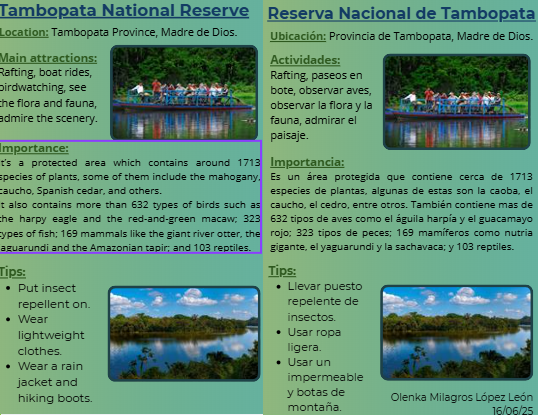 Tambopata National Reserve
Location: Tambopata Province, Madre de Dios.
Main attractions:
Rafting, boat rides,
birdwatching, see
the flora and fauna,
admire the scenery.
Importance:
It's a protected area which contains around 1713
species of plants, some of them include the mahogany,
caucho, Spanish cedar, and others.
It also contains more than 632 types of birds such as
the harpy eagle and the red-and-green macaw; 323
types of fish; 169 mammals like the giant river otter, the
jaguarundi and the Amazonian tapir; and 103 reptiles.
Tips:
• Put insect
repellent on.
• Wear
lightweight
clothes.
• Wear a rain
jacket and
hiking boots.
Reserva Nacional de Tambopata
Ubicación: Provincia de Tambopata, Madre de Dios.
Actividades:
Rafting, paseos en
bote, observar aves,
observar la flora y la
fauna, admirar el
paisaje.
Importancia:
Es un área protegida que contiene cerca de 1713
especies de plantas, algunas de estas son la caoba, el
caucho, el cedro, entre otros. También contiene mas de
632 tipos de aves como el águila harpía y el guacamayo
rojo; 323 tipos de peces; 169 mamíferos como nutria
gigante, el yaguarundi y la sachavaca; y 103 reptiles.
Tips:
• Llevar puesto
repelente de
insectos.
• Usar ropa
ligera.
• Usar un
impermeable
y botas de
montaña.
Olenka Milagros López León
16/06/25